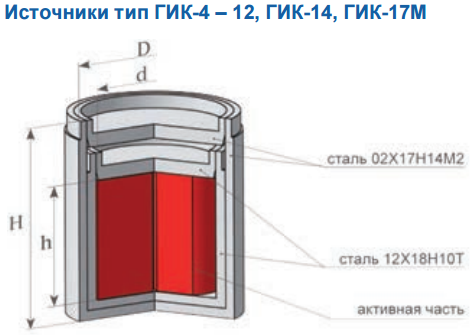 Источники тип ГИК-4 – 12, ГИК-14, ГИК-17М
D
d
сталь 02Х17Н14М2
H
h
сталь 12Х18Н10Т
активная часть